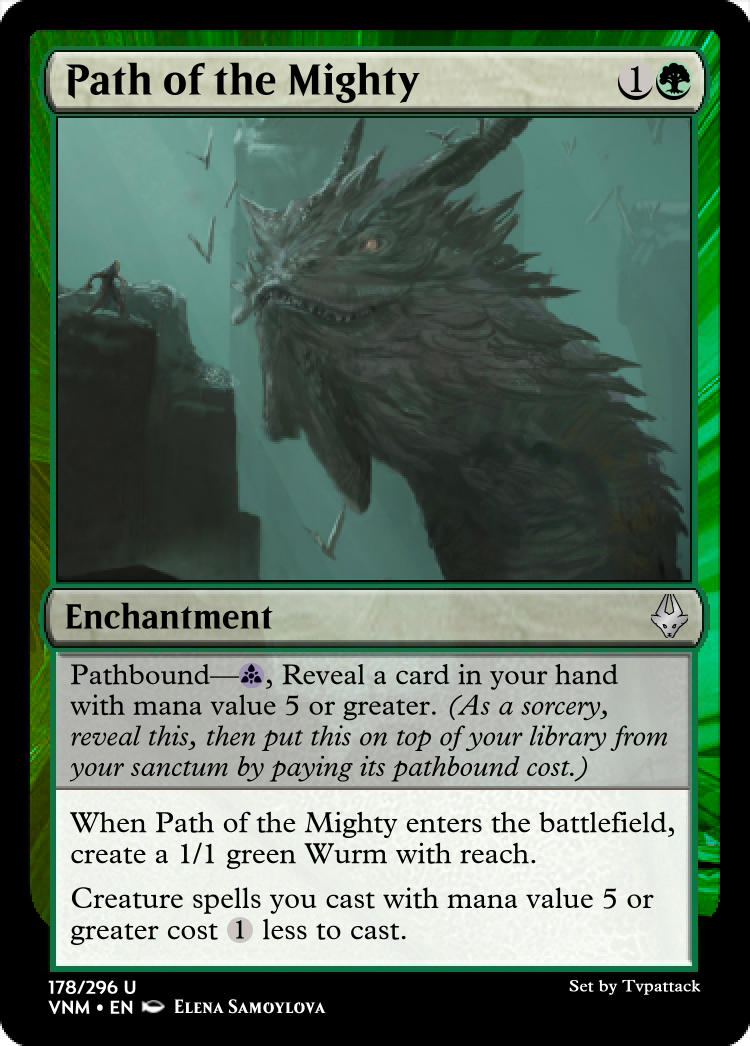 Path of the Mighty 1
Enchantment
Pathbound—, Reveal a card in your hand
with mana value 5 or greater. (As a sorcery,
reveal this, then put this on top of your library from
your sanctum by paying its pathbound cost.)
When Path of the Mighty enters the battlefield,
create a 1/1 green Wurm with reach.
Creature spells you cast with mana value 5 or
greater cost 1 less to cast.
178/296 U
Set by Tvpattack
VNM • EN Elena Samoylova